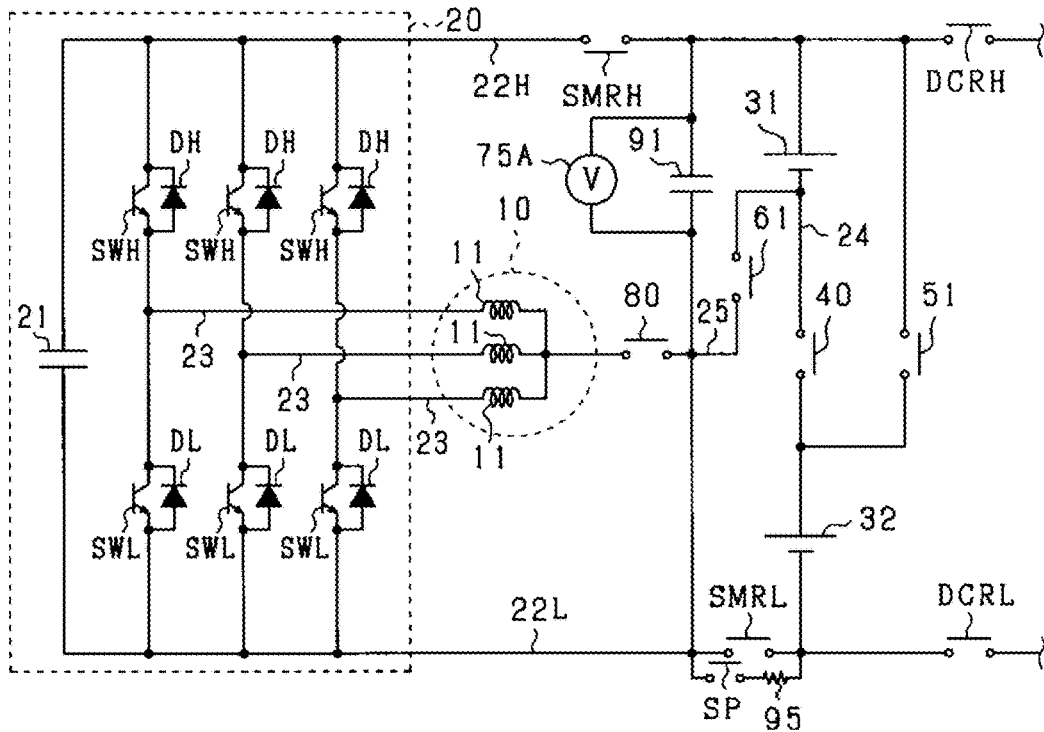 20
22H
SMRH
DCRH
31
91
75A
V
DH DH DH
SWH SWH SWH
10
61
24
11
80
25
40
51
21
23
11
23
23
11
DL DL DL
SWL SWL SWL
32
22L
SMRL
DCRL
SP
95